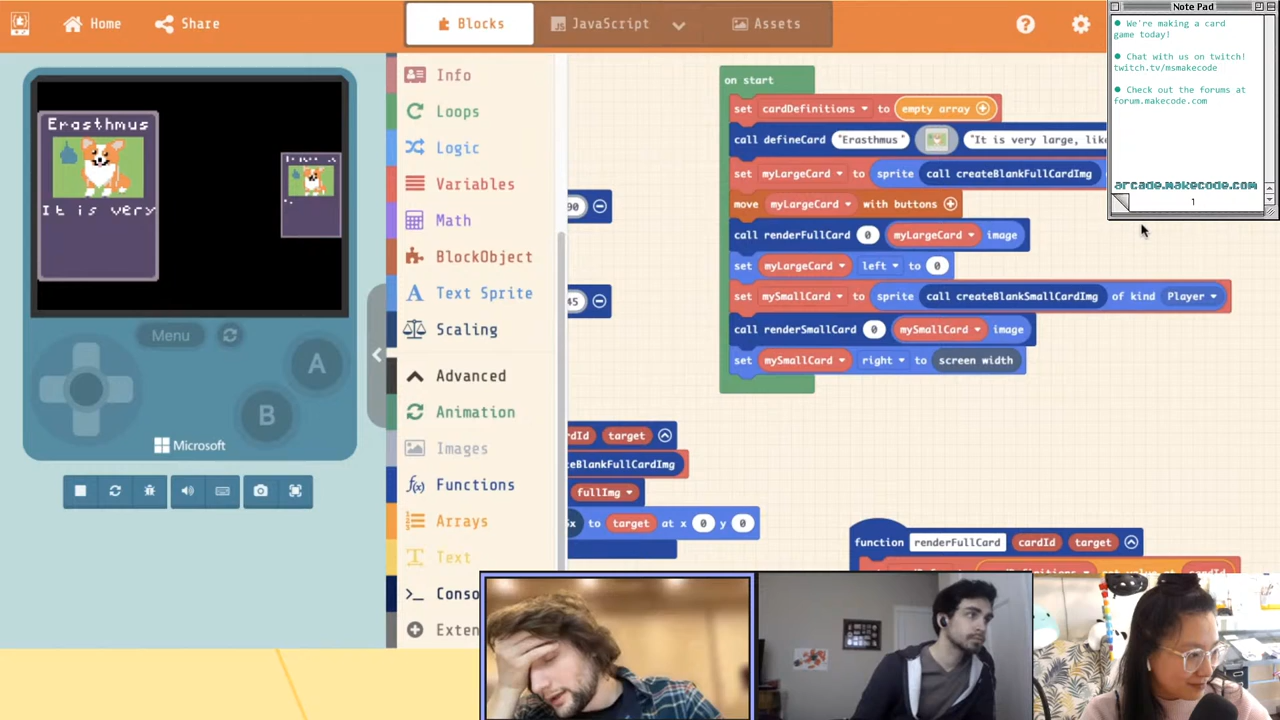 Home
Share
Blocks
JavaScript
Assets
Note Pad
We're making a card
game today!
Chat with us on twitch!
twitch.tv/msmakecode
Check out the forums at
forum.makecode.com
arcade.makecode.com
1
Erasthmus
It is very
Menu
A
B
Microsoft
Info
Loops
Logic
Variables
Math
BlockObject
Text Sprite
Scaling
Advanced
Animation
Images
Functions
Arrays
Text
Conso
Exten
90
45
on start
set cardDefinitions to empty array
call defineCard "Erasthmus" "It is very large, lik
set myLargeCard to sprite call createBlankFullCardImg
move myLargeCard with buttons
call renderFullCard 0 myLargeCard image
set myLargeCard left to 0
set mySmallCard to sprite call createBlankSmallCardImg of kind Player
call renderSmallCard 0 mySmallCard image
set mySmallCard right to screen width
rdId target
eBlankFullCardImg
fullImg
to target at x 0 y 0
function renderFullCard cardId target